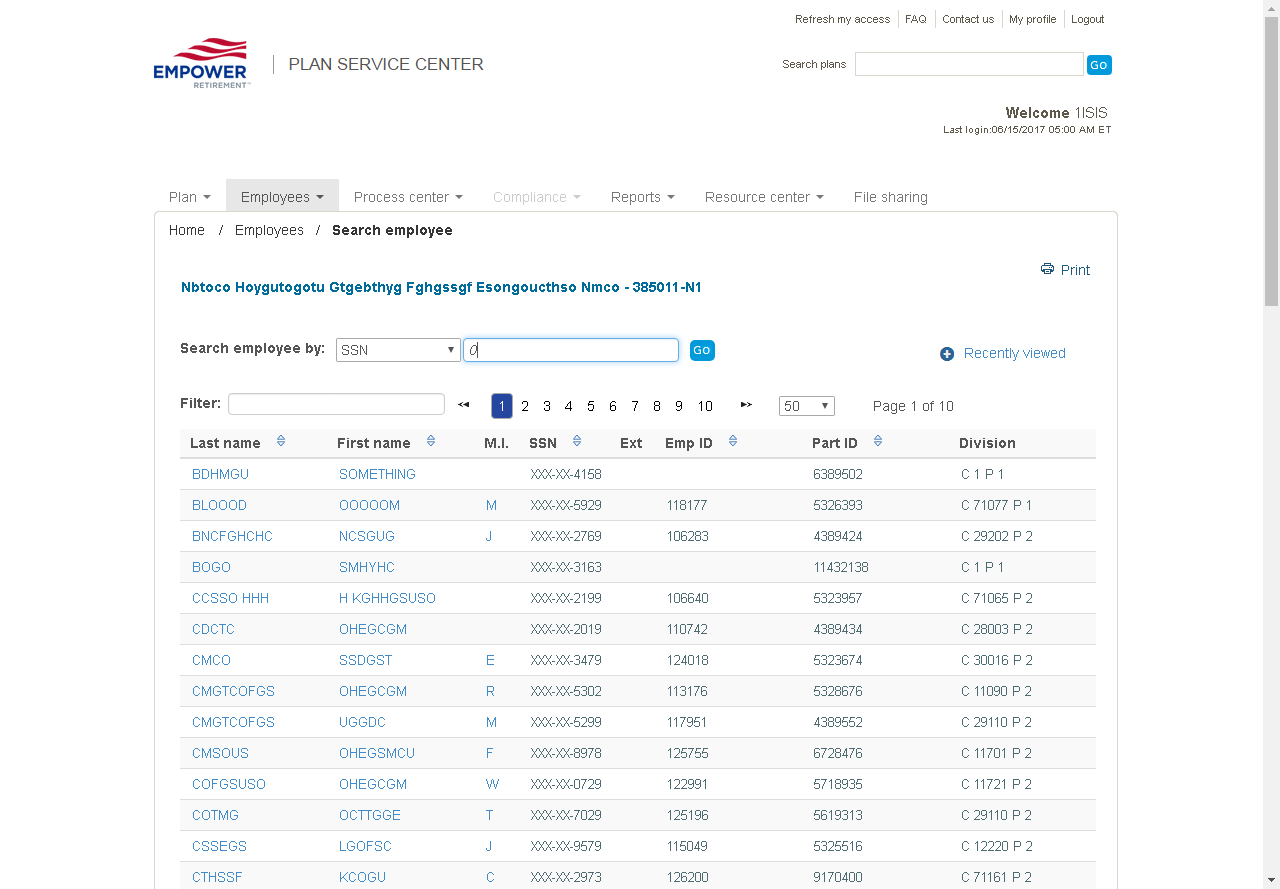 Refresh my access FAQ Contact us My profile Logout
EMPOWER
RETIREMENT™
PLAN SERVICE CENTER
Search plans Go
Welcome 1ISIS
Last login:06/15/2017 05:00 AM ET
Plan Employees Process center Compliance Reports Resource center File sharing
Home / Employees / Search employee
Print
Nbtoco Hoygutogotu Gtgebthyg Fghgssgf Esongoucthso Nmco - 385011-N1
Search employee by: SSN 0 Go
Recently viewed
Filter: 1 2 3 4 5 6 7 8 9 10 50 Page 1 of 10
Last name First name M.I. SSN Ext Emp ID Part ID Division
BDHMGU SOMETHING XXX-XX-4158 6389502 C 1 P 1
BLOOOD OOOOOM M XXX-XX-5929 118177 5326393 C 71077 P 1
BNCFGHCHC NCSGUG J XXX-XX-2769 106283 4389424 C 29202 P 2
BOGO SMHYHC XXX-XX-3163 11432138 C 1 P 1
CCSSO HHH H KGHHGSUSO XXX-XX-2199 106640 5323957 C 71065 P 2
CDCTC OHEGCGM XXX-XX-2019 110742 4389434 C 28003 P 2
CMCO SSDGST E XXX-XX-3479 124018 5323674 C 30016 P 2
CMGTCOFGS OHEGCGM R XXX-XX-5302 113176 5328676 C 11090 P 2
CMGTCOFGS UGGDC M XXX-XX-5299 117951 4389552 C 29110 P 2
CMSOUS OHEGSMCU F XXX-XX-8978 125755 6728476 C 11701 P 2
COFGSUSO OHEGCGM W XXX-XX-0729 122991 5718935 C 11721 P 2
COTMG OCTTGGE T XXX-XX-7029 125196 5619313 C 29110 P 2
CSSEGS LGOFSC J XXX-XX-9579 115049 5325516 C 12220 P 2
CTHSSF KCOGU C XXX-XX-2973 126200 9170400 C 71161 P 2